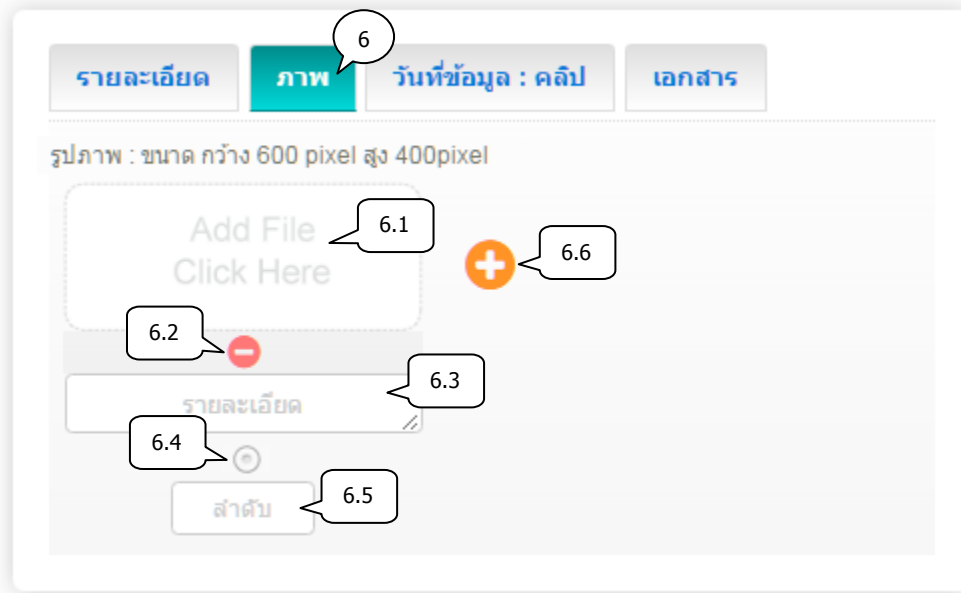 6
รายละเอียด ภาพ วันที่ข้อมูล : คลิป เอกสาร
รูปภาพ : ขนาด กว้าง 600 pixel สูง 400pixel
Add File
Click Here
6.1
6.6
6.2
6.3
รายละเอียด
6.4
6.5
ลำดับ